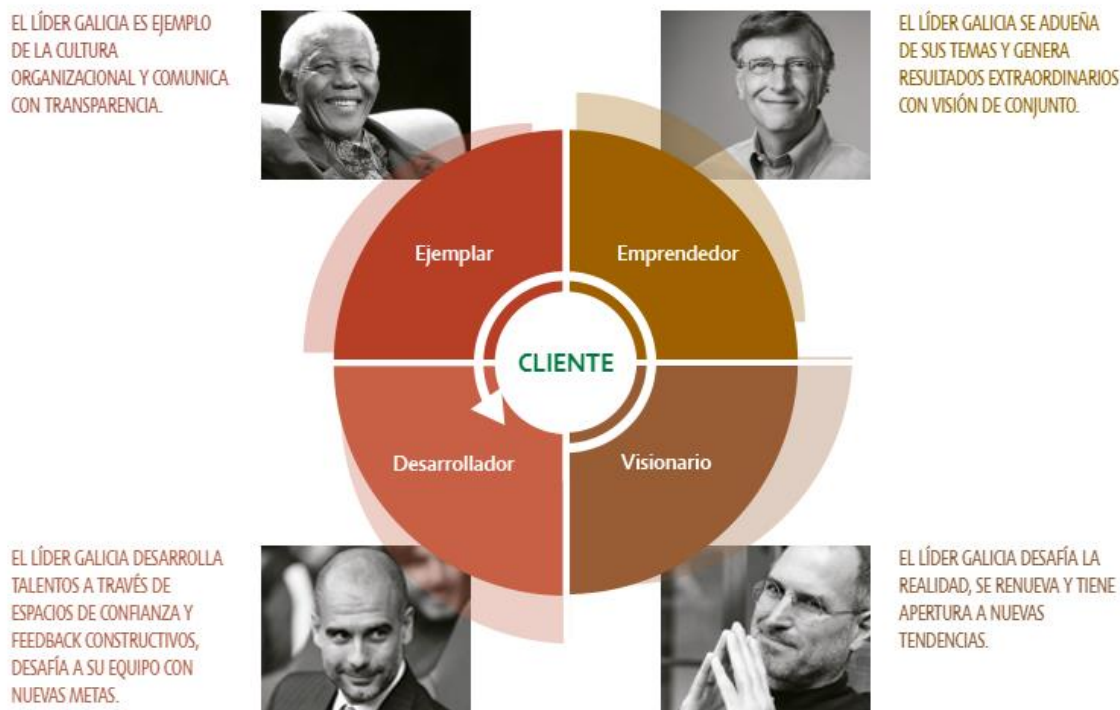 EL LÍDER GALICIA ES EJEMPLO
DE LA CULTURA
ORGANIZACIONAL Y COMUNICA
CON TRANSPARENCIA.
EL LÍDER GALICIA SE ADUEÑA
DE SUS TEMAS Y GENERA
RESULTADOS EXTRAORDINARIOS
CON VISIÓN DE CONJUNTO.
Ejemplar
Emprendedor
CLIENTE
Desarrollador
Visionario
EL LÍDER GALICIA DESARROLLA
TALENTOS A TRAVÉS DE
ESPACIOS DE CONFIANZA Y
FEEDBACK CONSTRUCTIVOS,
DESAFÍA A SU EQUIPO CON
NUEVAS METAS.
EL LÍDER GALICIA DESAFÍA LA
REALIDAD, SE RENUEVA Y TIENE
APERTURA A NUEVAS
TENDENCIAS.